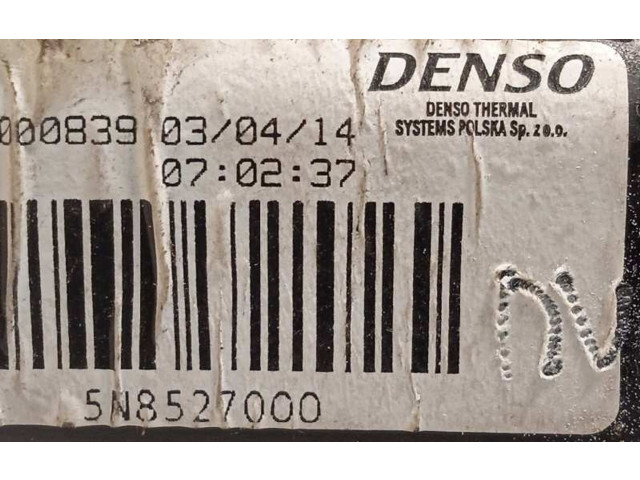 DENSO
DENSO THERMAL
SYSTEMS POLSKA Sp. z o.o.
000839 03/04/14
07:02:37
5N8527000